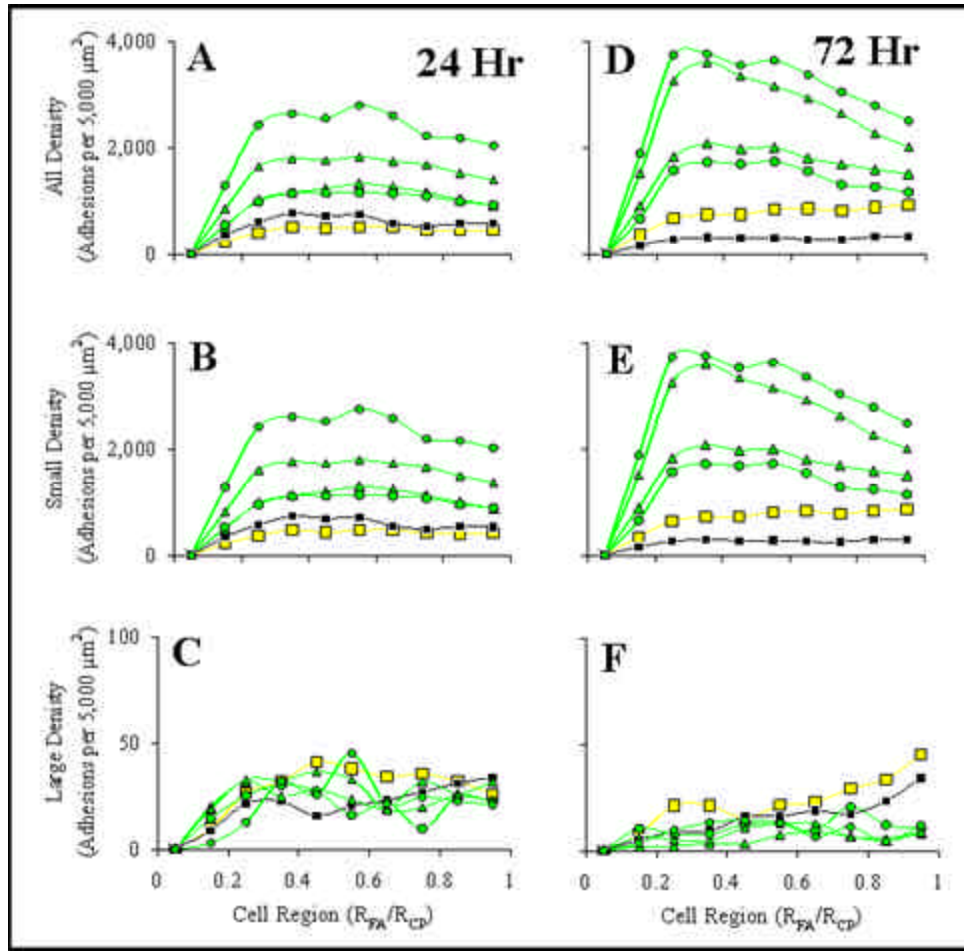 A
24 Hr
All Denisty
(Adhesions per 5,000 µm²)
4,000
2,000
0
D
72 Hr
B
Small Denisty
(Adhesions per 5,000 µm²)
4,000
2,000
0
E
C
Large Denisty
(Adhesions per 5,000 µm²)
100
50
0
F
0 0.2 0.4 0.6 0.8 1
0 0.2 0.4 0.6 0.8 1
Cell Region (R_FA/R_CP)
Cell Region (R_FA/R_CP)